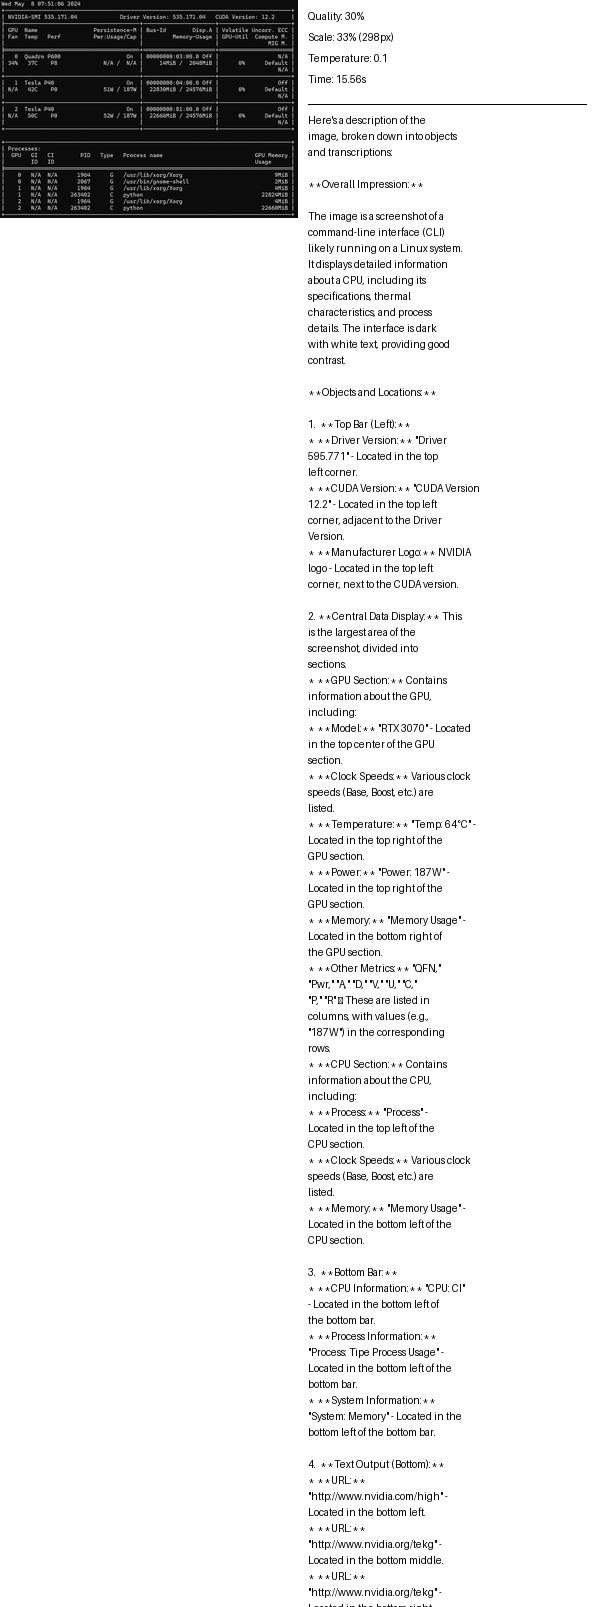 Wed May  8 07:51:06 2024
NVIDIA-SMI 535.171.04 Driver Version: 535.171.04 CUDA Version: 12.2
GPU Name Persistence-M Bus-Id Disp.A Volatile Uncorr. ECC
Fan Temp Perf Pwr:Usage/Cap Memory-Usage GPU-Util Compute M.
MIG M.
0 Quadro P600 On 00000000:03:00.0 Off N/A
34% 37C P8 N/A / N/A 14MiB / 2048MiB 0% Default
N/A
1 Tesla P40 On 00000000:04:00.0 Off Off
N/A 42C P0 51W / 187W 22830MiB / 24576MiB 0% Default
N/A
2 Tesla P40 On 00000000:81:00.0 Off Off
N/A 50C P0 52W / 187W 22666MiB / 24576MiB 0% Default
N/A
Processes:
GPU GI CI PID Type Process name GPU Memory
ID ID Usage
0 N/A N/A 1964 G /usr/lib/xorg/Xorg 9MiB
0 N/A N/A 2067 G /usr/bin/gnome-shell 2MiB
1 N/A N/A 1964 G /usr/lib/xorg/Xorg 4MiB
1 N/A N/A 263402 C python 22824MiB
2 N/A N/A 1964 G /usr/lib/xorg/Xorg 4MiB
2 N/A N/A 263402 C python 22660MiB
Quality: 30%
Scale: 33% (298px)
Temperature: 0.1
Time: 15.56s
Here's a description of the
image, broken down into objects
and transcriptions:
**Overall Impression:**
The image is a screenshot of a
command-line interface (CLI)
likely running on a Linux system.
It displays detailed information
about a CPU, including its
specifications, thermal
characteristics, and process
details. The interface is dark
with white text, providing good
contrast.
**Objects and Locations:**
1. **Top Bar (Left):**
* ***Driver Version:** "Driver
595.771" - Located in the top
left corner.
* ***CUDA Version:** "CUDA Version
12.2" - Located in the top left
corner, adjacent to the Driver
Version.
* ***Manufacturer Logo:** NVIDIA
logo - Located in the top left
corner, next to the CUDA version.
2. **Central Data Display:** This
is the largest area of the
screenshot, divided into
sections.
* ***GPU Section:** Contains
information about the GPU,
including:
* ***Model:** "RTX 3070" - Located
in the top center of the GPU
section.
* ***Clock Speeds:** Various clock
speeds (Base, Boost, etc.) are
listed.
* ***Temperature:** "Temp: 64°C" -
Located in the top right of the
GPU section.
* ***Power:** "Power: 187W" -
Located in the top right of the
GPU section.
* ***Memory:** "Memory Usage" -
Located in the bottom right of
the GPU section.
* ***Other Metrics:** "QFN,"
"Pwr," "A," "D," "V," "U," "C,"
"P," "R" These are listed in
columns, with values (e.g.,
"187W") in the corresponding
rows.
* ***CPU Section:** Contains
information about the CPU,
including:
* ***Process:** "Process" -
Located in the top left of the
CPU section.
* ***Clock Speeds:** Various clock
speeds (Base, Boost, etc.) are
listed.
* ***Memory:** "Memory Usage" -
Located in the bottom left of the
CPU section.
3. **Bottom Bar:**
* ***CPU Information:** "CPU: CI"
- Located in the bottom left of
the bottom bar.
* ***Process Information:**
"Process: Tipe Process Usage" -
Located in the bottom left of the
bottom bar.
* ***System Information:**
"System: Memory" - Located in the
bottom left of the bottom bar.
4. **Text Output (Bottom):**
* ***URL:**
"http://www.nvidia.com/high" -
Located in the bottom left.
* ***URL:**
"http://www.nvidia.org/tekg" -
Located in the bottom middle.
* ***URL:**
"http://www.nvidia.org/tekg" -
Located in the bottom right